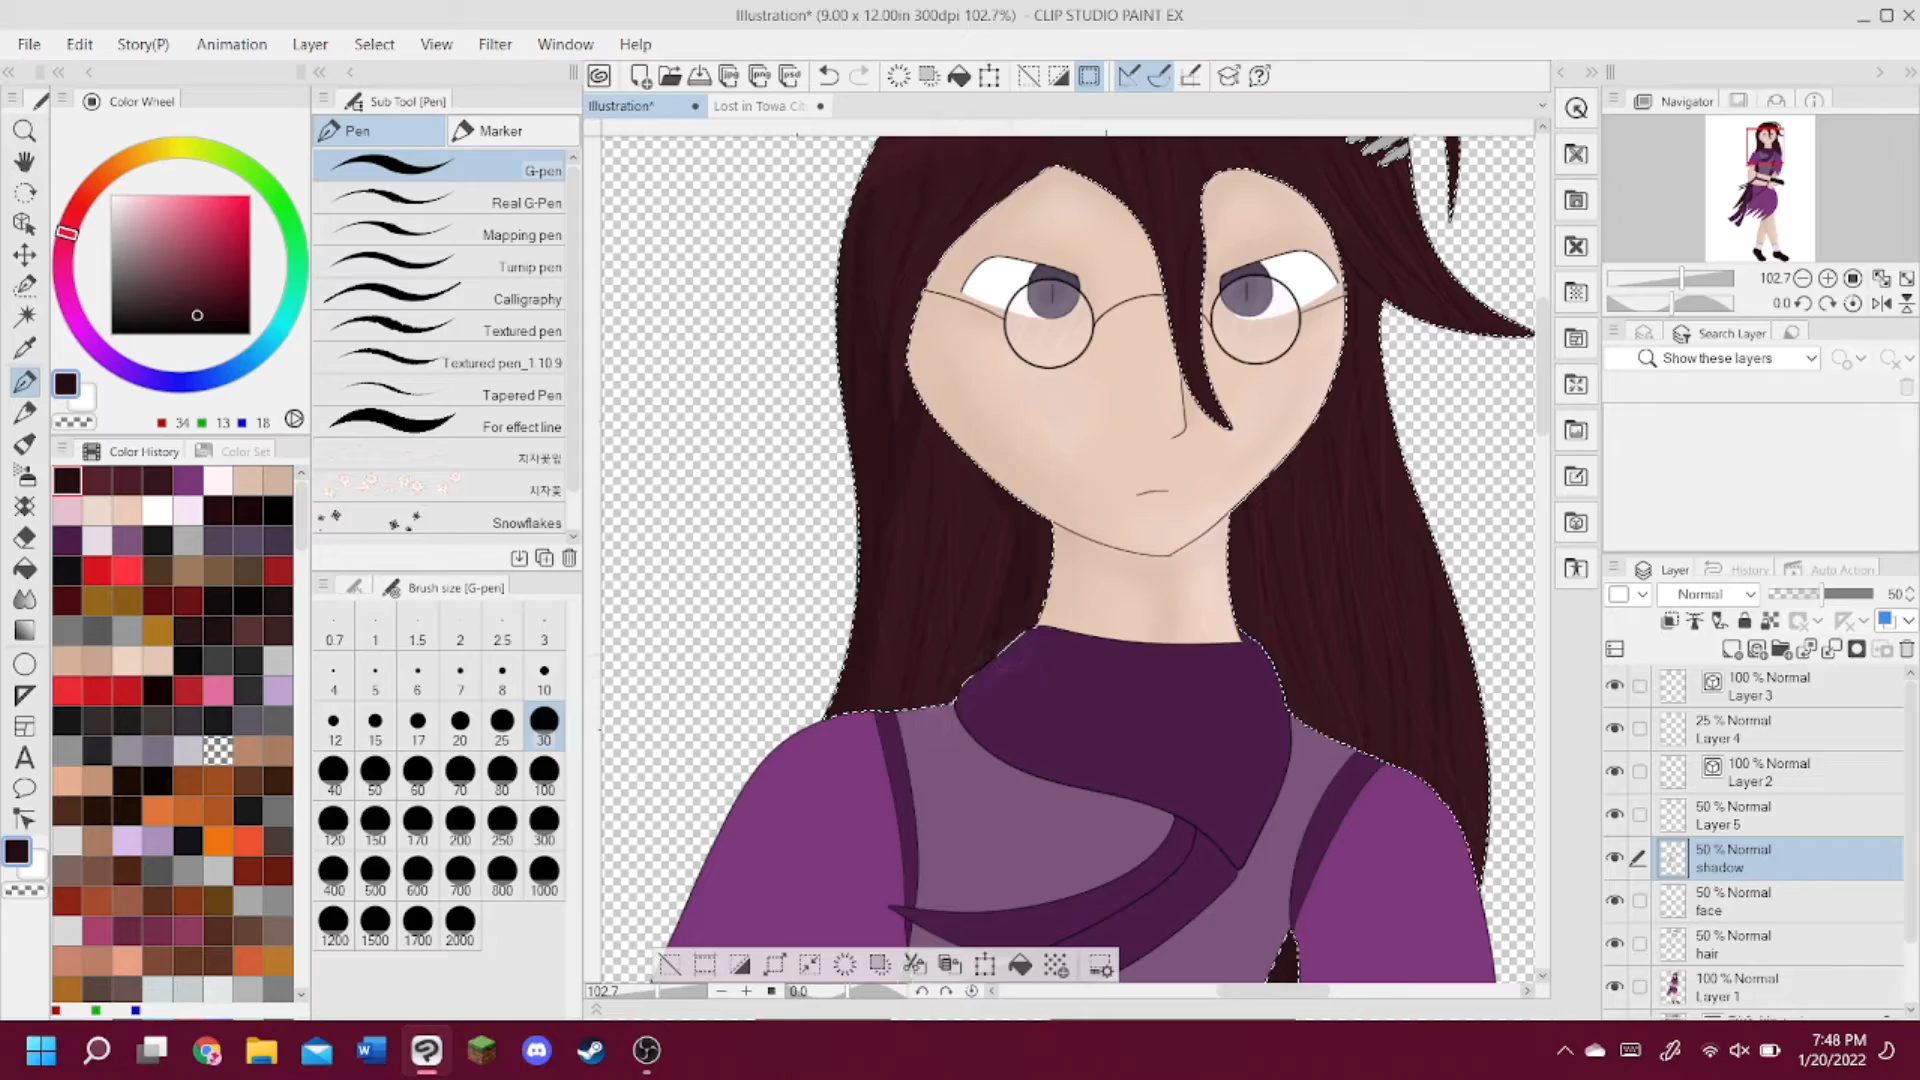 Illustration* (9.00 x 12.00in 300dpi 102.7%) - CLIP STUDIO PAINT EX
File Edit Story(P) Animation Layer Select View Filter Window Help
Color Wheel
Sub Tool [Pen]
Illustration*
Lost in Towa Cit
Navigator
Pen
Marker
G-pen
Real G-Pen
Mapping pen
Turnip pen
Calligraphy
Textured pen
Textured pen_1.10.9
Tapered Pen
For effect line
지자꽃잎
지자꽃
Snowflakes
34 13 18
Color History
Color Set
Brush size [G-pen]
0.7 1 1.5 2 2.5 3
4 5 6 7 8 10
12 15 17 20 25 30
40 50 60 70 80 100
120 150 170 200 250 300
400 500 600 700 800 1000
1200 1500 1700 2000
102.7
0.0
102.7
0.0
Search Layer
Show these layers
Layer
History
Auto Action
Normal
50
100 % Normal
Layer 3
25 % Normal
Layer 4
100 % Normal
Layer 2
50 % Normal
Layer 5
50 % Normal
shadow
50 % Normal
face
50 % Normal
hair
100 % Normal
Layer 1
7:48 PM
1/20/2022